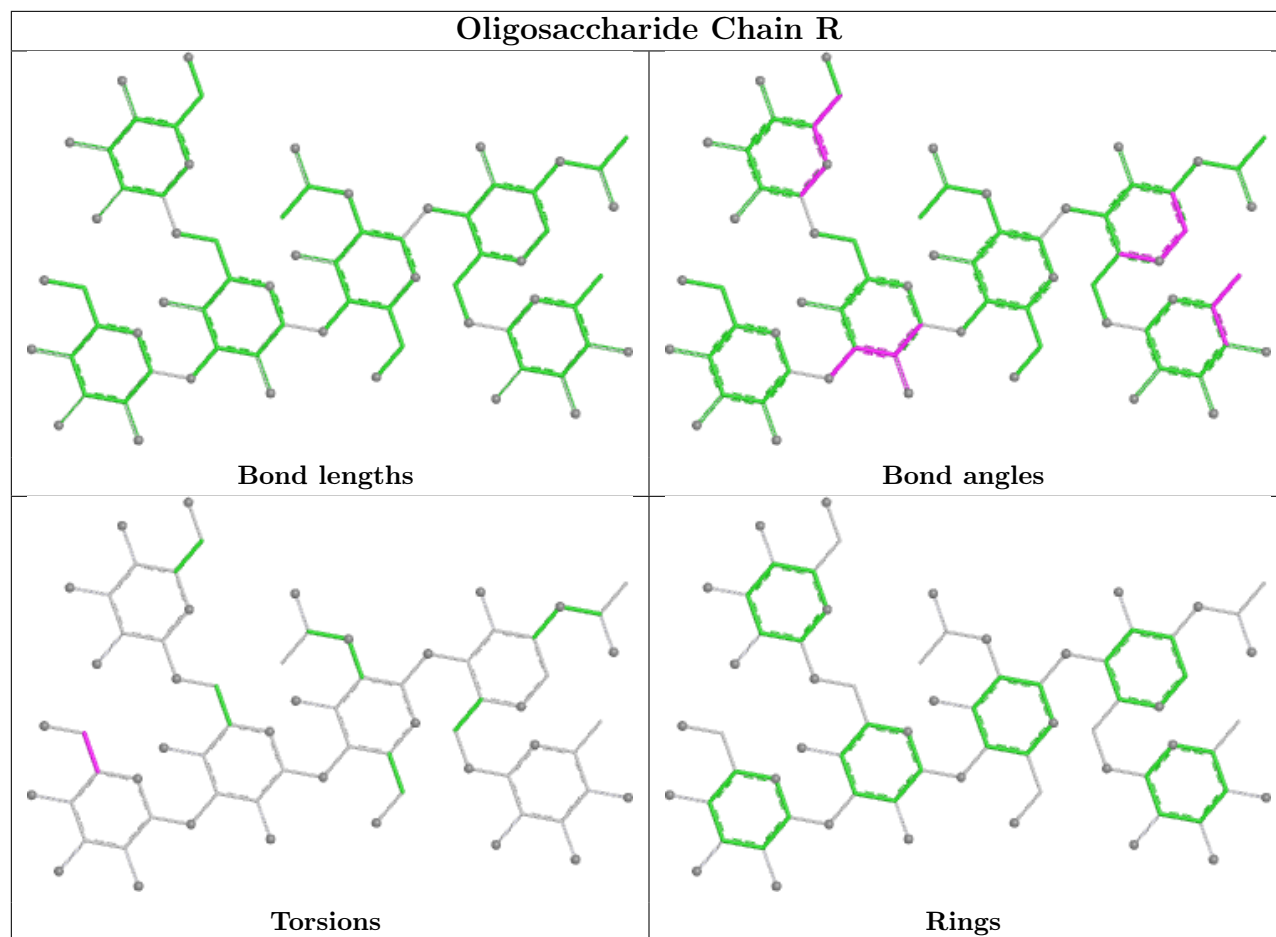 Oligosaccharide Chain R
Bond lengths
Bond angles
Torsions
Rings